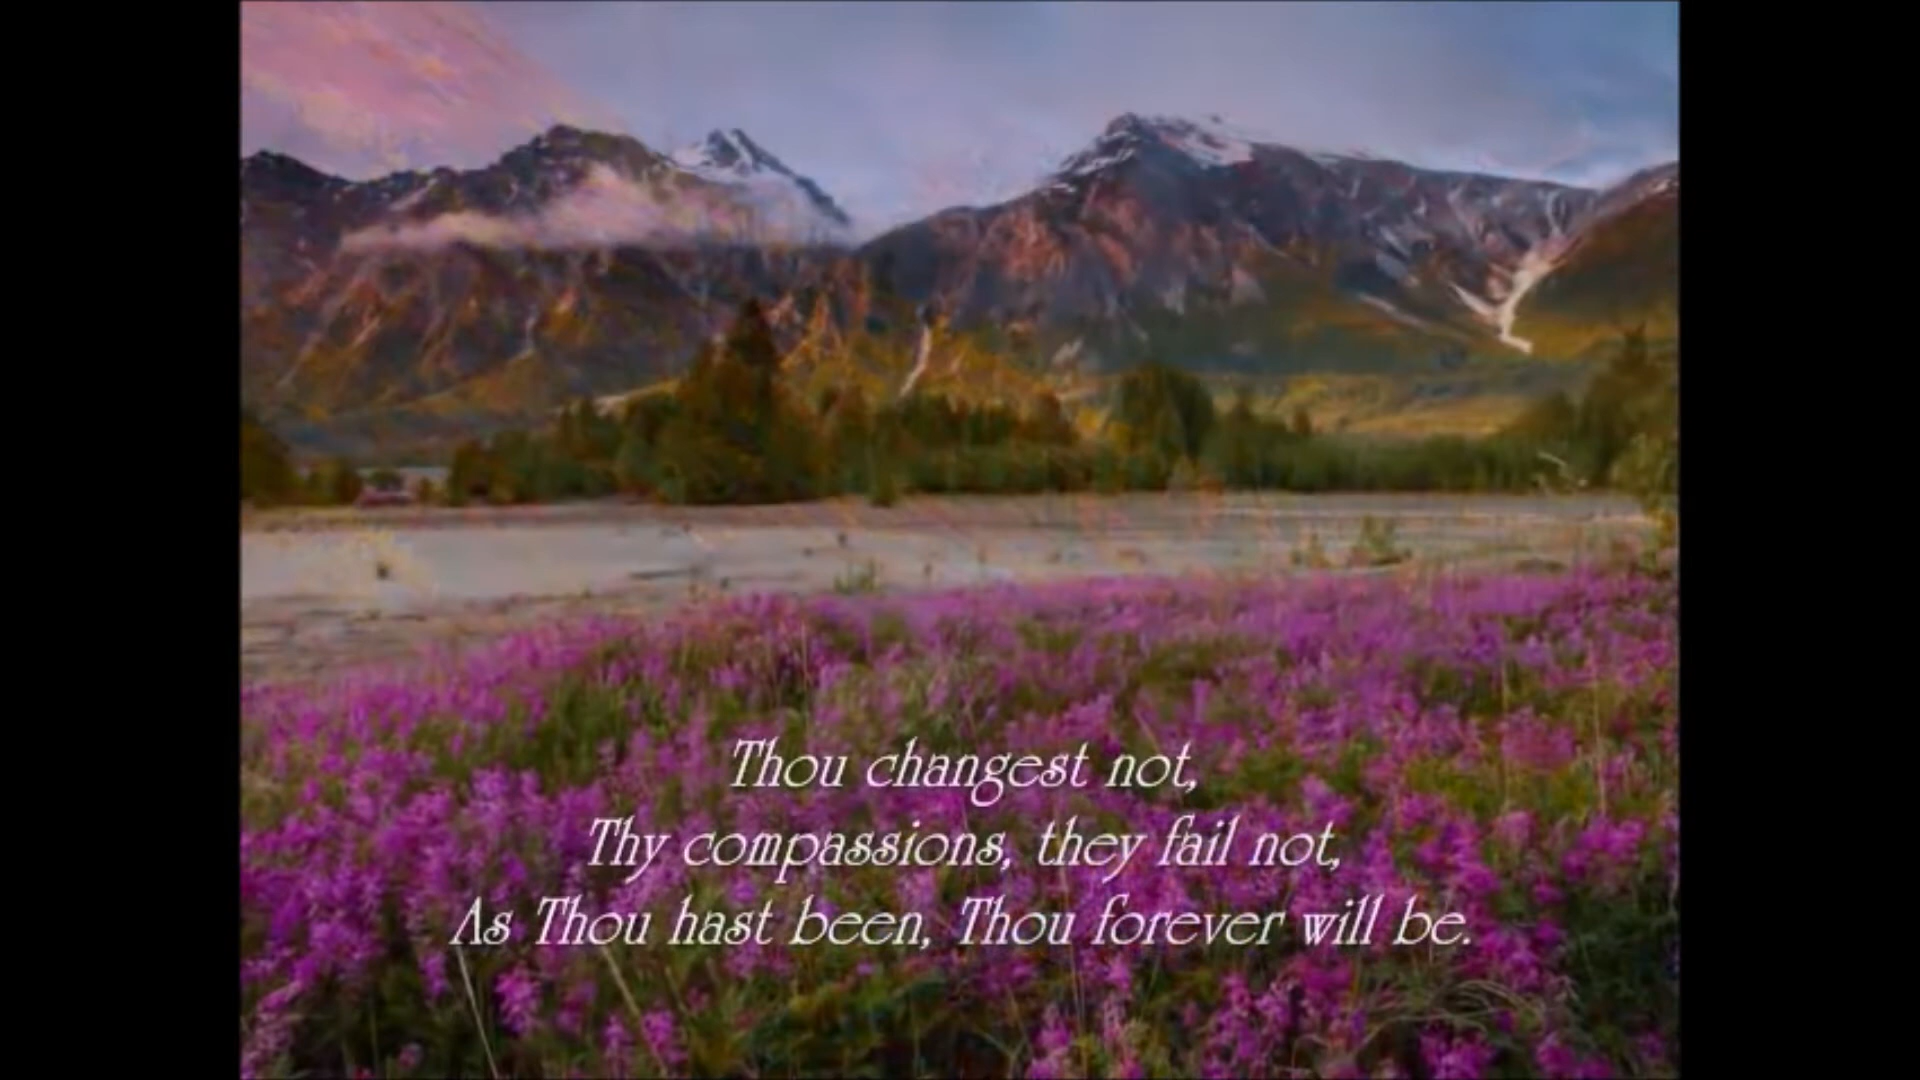 Thou changest not,
Thy compassions, they fail not,
As Thou hast been, Thou forever will be.